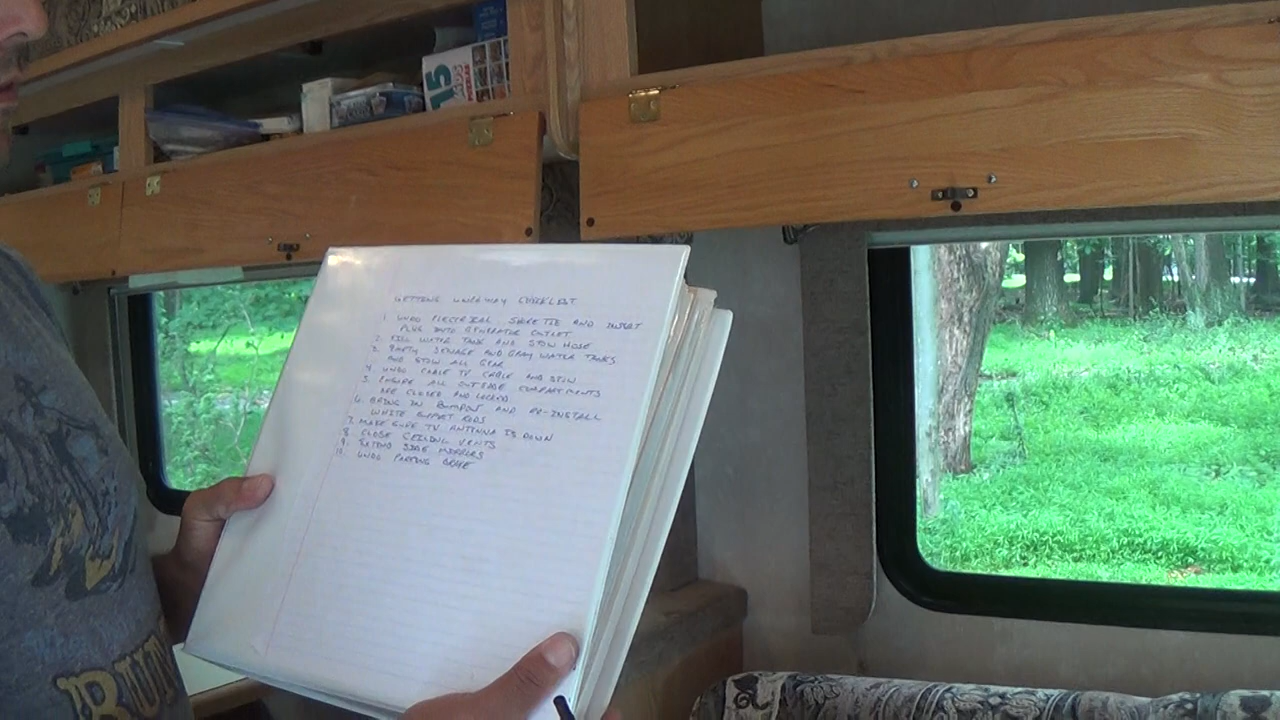 15
KIDS
GETTING UNDERWAY CHECKLIST
1. UNDO ELECTRICAL SHORE TIE AND INSERT
PLUG INTO GENERATOR OUTLET
2. FILL WATER TANK AND STOW HOSE
3. EMPTY SEWAGE AND GRAY WATER TANKS
AND STOW ALL GEAR
4. UNDO CABLE TV CABLE AND STOW
5. ENSURE ALL OUTSIDE COMPARTMENTS
ARE CLOSED AND LOCKED
6. BRING IN BUMPOUT AND RE-INSTALL
WHITE SUPPORT RODS
7. MAKE SURE TV ANTENNA IS DOWN
8. CLOSE CEILING VENTS
9. EXTEND SIDE MIRRORS
10. UNDO PARKING BRAKE